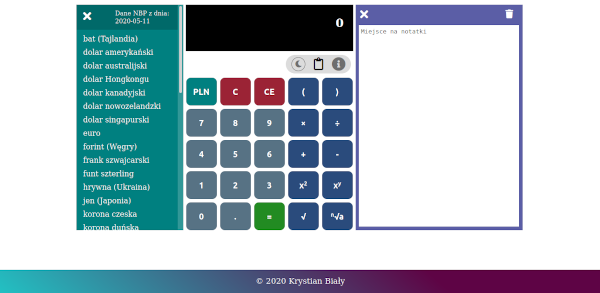 Dane NBP z dnia:
2020-05-11
bat (Tajlandia)
dolar amerykański
dolar australijski
dolar Hongkongu
dolar kanadyjski
dolar nowozelandzki
dolar singapurski
euro
forint (Węgry)
frank szwajcarski
funt szterling
hrywna (Ukraina)
jen (Japonia)
korona czeska
korona duńska
0
PLN C CE ( )
7 8 9 × ÷
4 5 6 + -
1 2 3 x² xʸ
0 . = √ ⁿ√a
Miejsce na notatki
© 2020 Krystian Biały